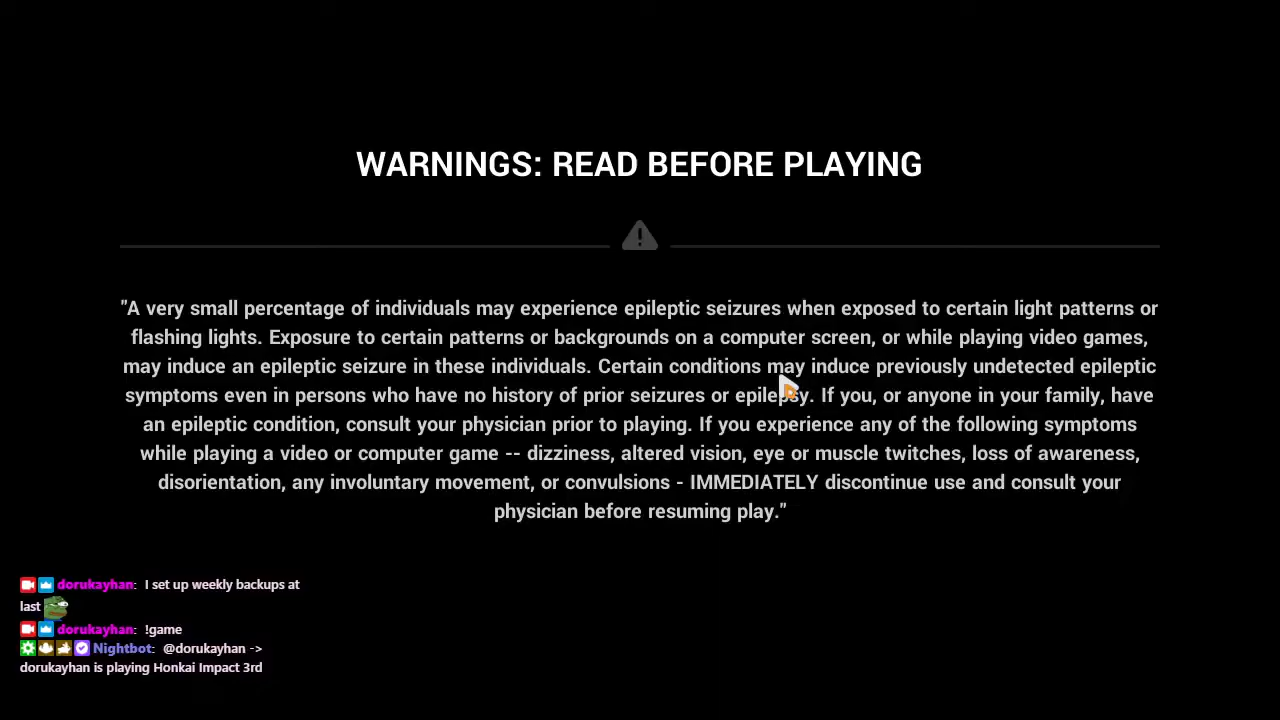 WARNINGS: READ BEFORE PLAYING
"A very small percentage of individuals may experience epileptic seizures when exposed to certain light patterns or
flashing lights. Exposure to certain patterns or backgrounds on a computer screen, or while playing video games,
may induce an epileptic seizure in these individuals. Certain conditions may induce previously undetected epileptic
symptoms even in persons who have no history of prior seizures or epilepsy. If you, or anyone in your family, have
an epileptic condition, consult your physician prior to playing. If you experience any of the following symptoms
while playing a video or computer game -- dizziness, altered vision, eye or muscle twitches, loss of awareness,
disorientation, any involuntary movement, or convulsions - IMMEDIATELY discontinue use and consult your
physician before resuming play."
dorukayhan: I set up weekly backups at
last
dorukayhan: !game
Nightbot: @dorukayhan ->
dorukayhan is playing Honkai Impact 3rd